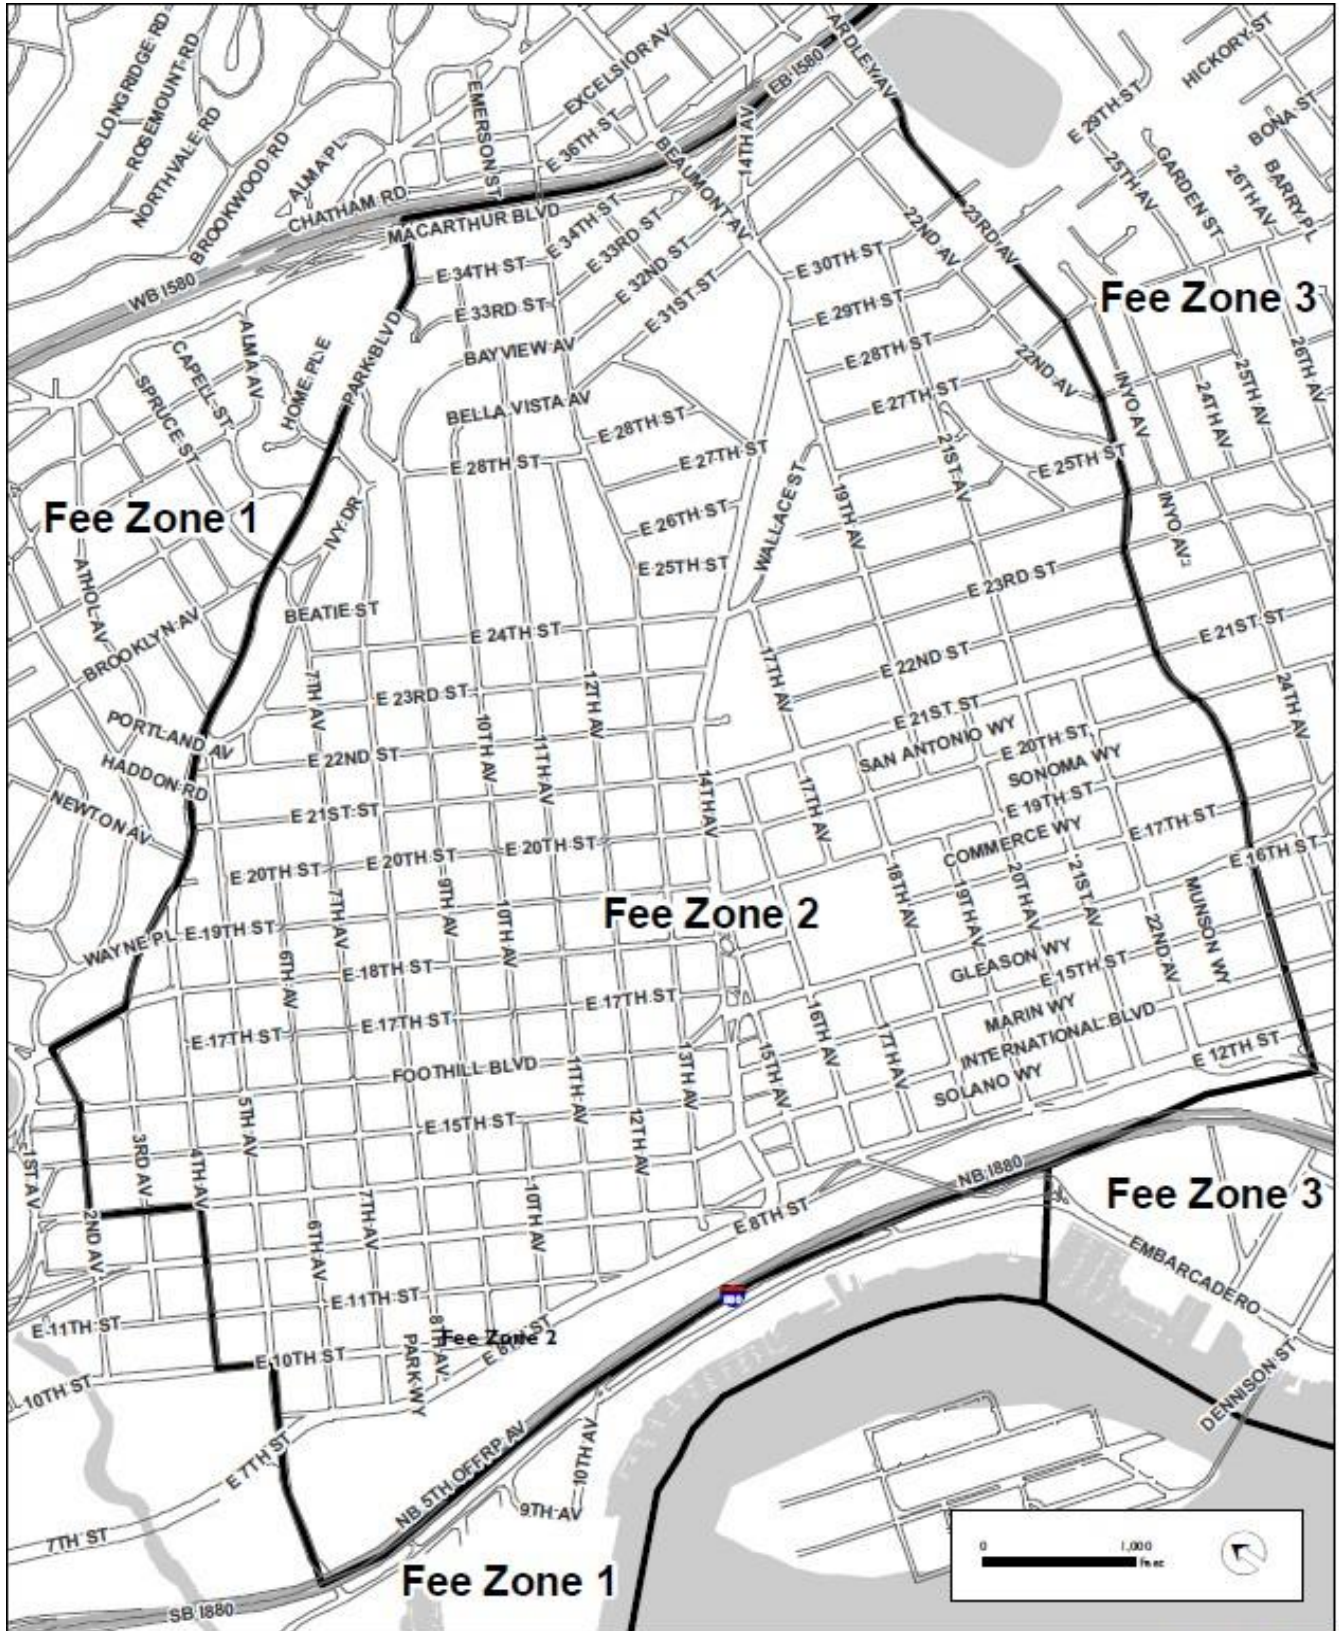 LONGRIDGE RD
ROSEMOUNT RD
NORTHVALE RD
BROOKWOOD RD
ALMA PL
EMERSON ST
EXCELSIOR AV
E 36TH ST
BEAUMONT AV
14TH AV
EB I580
ARDLEY AV
HICKORY ST
E 29TH ST
BONA ST
25TH AV
GARDEN ST
26TH AV
BARRY PL
CHATHAM RD
MACARTHUR BLVD
WB I580
E 34TH ST
E 34TH ST
E 33RD ST
E 33RD ST
E 32ND ST
E 31ST ST
E 30TH ST
22ND AV
23RD AV
E 29TH ST
Fee Zone 3
ALMA AV
CAPELL ST
SPRUCE ST
HOME PL E
PARK BLVD
BAYVIEW AV
BELLA VISTA AV
E 28TH ST
E 28TH ST
E 28TH ST
E 27TH ST
E 27TH ST
22ND AV
INYO AV
24TH AV
25TH AV
26TH AV
21ST AV
E 25TH ST
Fee Zone 1
IVY DR
E 26TH ST
E 25TH ST
WALLACE ST
19TH AV
INYO AV
ATHOL AV
BROOKLYN AV
BEATIE ST
E 24TH ST
E 23RD ST
E 23RD ST
E 22ND ST
E 21ST ST
7TH AV
12TH AV
17TH AV
24TH AV
PORTLAND AV
HADDON RD
NEWTON AV
E 22ND ST
10TH AV
11TH AV
14TH AV
17TH AV
E 21ST ST
SAN ANTONIO WY
E 20TH ST
SONOMA WY
E 19TH ST
COMMERCE WY
E 17TH ST
E 16TH ST
E 21ST ST
E 20TH ST
E 20TH ST
E 20TH ST
7TH AV
9TH AV
10TH AV
Fee Zone 2
18TH AV
19TH AV
20TH AV
21ST AV
22ND AV
MUNSON WY
WAYNE PL
E 19TH ST
6TH AV
E 18TH ST
GLEASON WY
E 15TH ST
MARIN WY
INTERNATIONAL BLVD
SOLANO WY
E 12TH ST
E 17TH ST
E 17TH ST
E 17TH ST
16TH AV
17TH AV
15TH AV
13TH AV
FOOTHILL BLVD
11TH AV
12TH AV
5TH AV
E 15TH ST
1ST AV
3RD AV
4TH AV
2ND AV
6TH AV
7TH AV
10TH AV
NB I880
E 8TH ST
Fee Zone 3
EMBARCADERO
DENNISON ST
E 11TH ST
E 11TH ST
8TH AV
Fee Zone 2
E 8TH ST
PARK WY
E 10TH ST
10TH ST
E 7TH ST
7TH ST
NB 5TH OFFRP AV
10TH AV
9TH AV
Fee Zone 1
SB I880
0
1,000